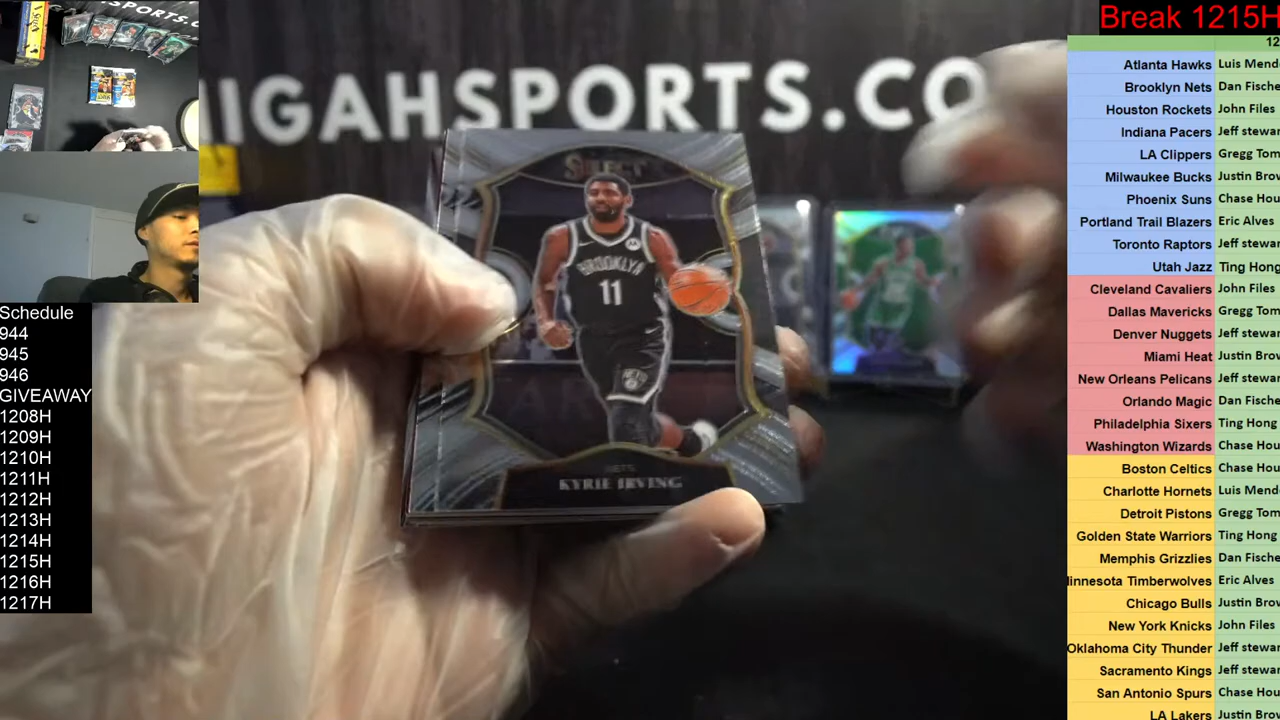 Break 1215H
IGAHSPORTS.CO
SELECT
BROOKLYN
11
NETS
KYRIE IRVING
Schedule
944
945
946
GIVEAWAY
1208H
1209H
1210H
1211H
1212H
1213H
1214H
1215H
1216H
1217H
12
Atlanta Hawks Luis Mend
Brooklyn Nets Dan Fische
Houston Rockets John Files
Indiana Pacers Jeff stewar
LA Clippers Gregg Tom
Milwaukee Bucks Justin Brov
Phoenix Suns Chase Hou
Portland Trail Blazers Eric Alves
Toronto Raptors Jeff stewar
Utah Jazz Ting Hong
Cleveland Cavaliers John Files
Dallas Mavericks Gregg Tom
Denver Nuggets Jeff stewar
Miami Heat Justin Brov
New Orleans Pelicans Jeff stewar
Orlando Magic Dan Fische
Philadelphia Sixers Ting Hong
Washington Wizards Chase Hou
Boston Celtics Chase Hou
Charlotte Hornets Luis Mend
Detroit Pistons Gregg Tom
Golden State Warriors Ting Hong
Memphis Grizzlies Dan Fische
innesota Timberwolves Eric Alves
Chicago Bulls Justin Brov
New York Knicks John Files
Oklahoma City Thunder Jeff stewar
Sacramento Kings Jeff stewar
San Antonio Spurs Chase Hou
LA Lakers Justin Brov